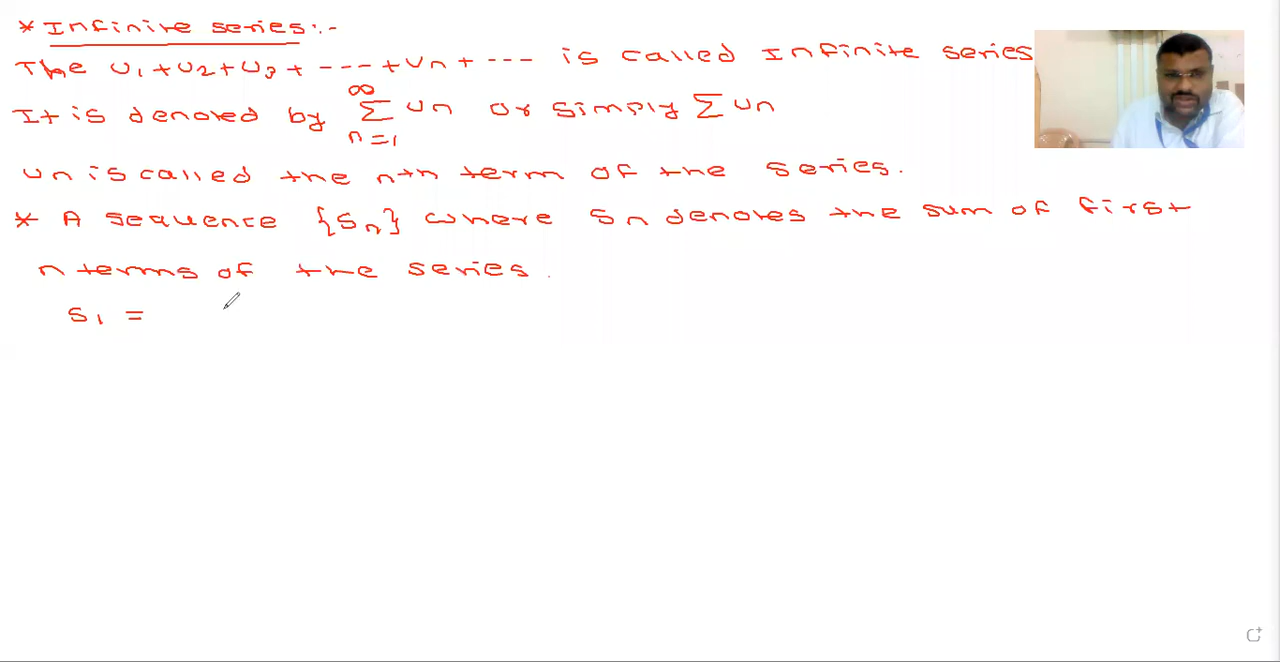 * Infinite series:-
The u1+u2+u3+---+un+--- is called Infinite series
It is denoted by ∞ Σ n=1 un or simply Σ un
un is called the nth term of the series.
* A sequence {Sn} where Sn denotes the sum of first
n terms of the series.
S1 =